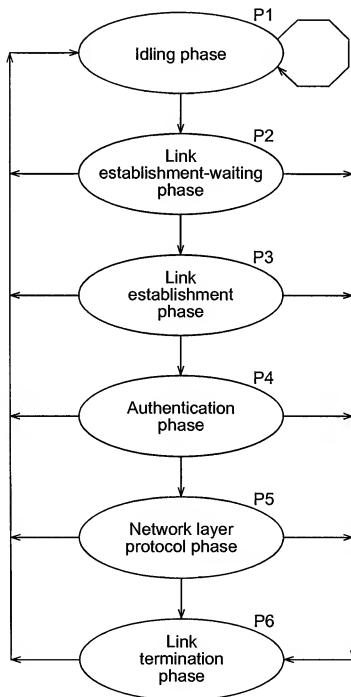 P1
Idling phase
P2
Link
establishment-waiting
phase
P3
Link
establishment
phase
P4
Authentication
phase
P5
Network layer
protocol phase
P6
Link
termination
phase